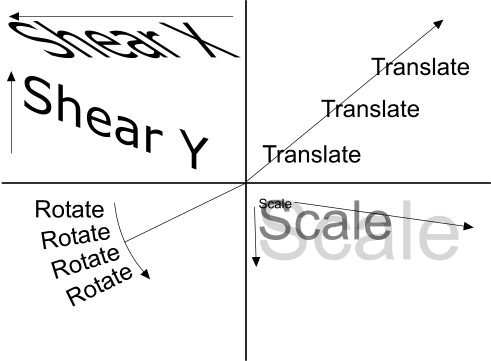 Shear X
Shear Y
Translate
Translate
Translate
Rotate
Rotate
Rotate
Rotate
Scale
Scale
Scale